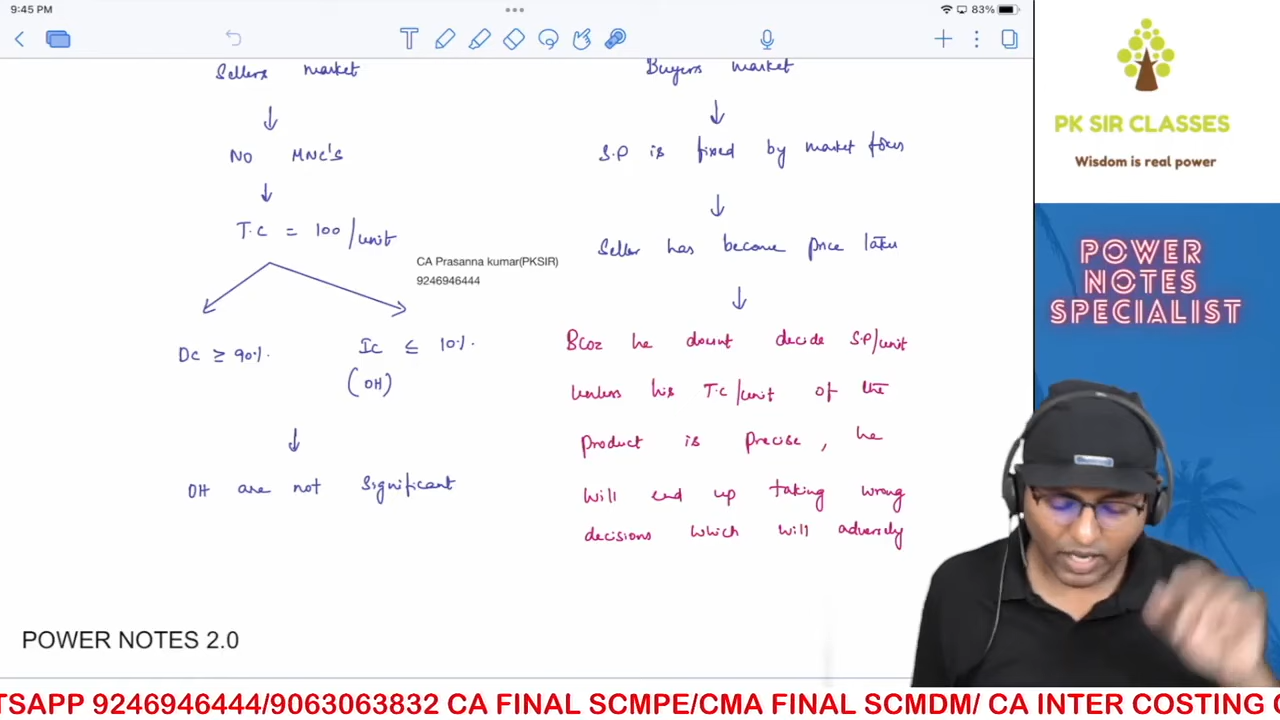 9:45 PM
83%
Sellers market
NO MNC'S
T.C = 100/unit
DC ≥ 90%.
IC ≤ 10%.
(OH)
OH are not Significant
CA Prasanna kumar(PKSIR)
9246946444
Buyers market
S.P is fixed by market forces
Seller has become price taker
BCoz he dount decide S.P/unit
Unless his T.C/unit of the
Product is Precise, he
will end up taking wrong
decisions which will adversely
POWER NOTES 2.0
PK SIR CLASSES
Wisdom is real power
POWER
NOTES
SPECIALIST
TSAPP 9246946444/9063063832 CA FINAL SCMPE/CMA FINAL SCMDM/ CA INTER COSTING